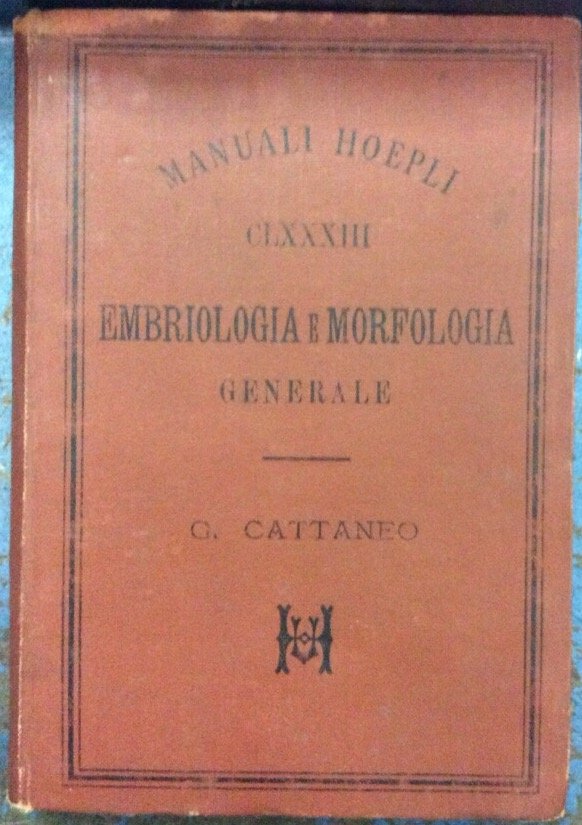 MANUALI HOEPLI
CLXXXIII
EMBRIOLOGIA E MORFOLOGIA
GENERALE
G. CATTANEO